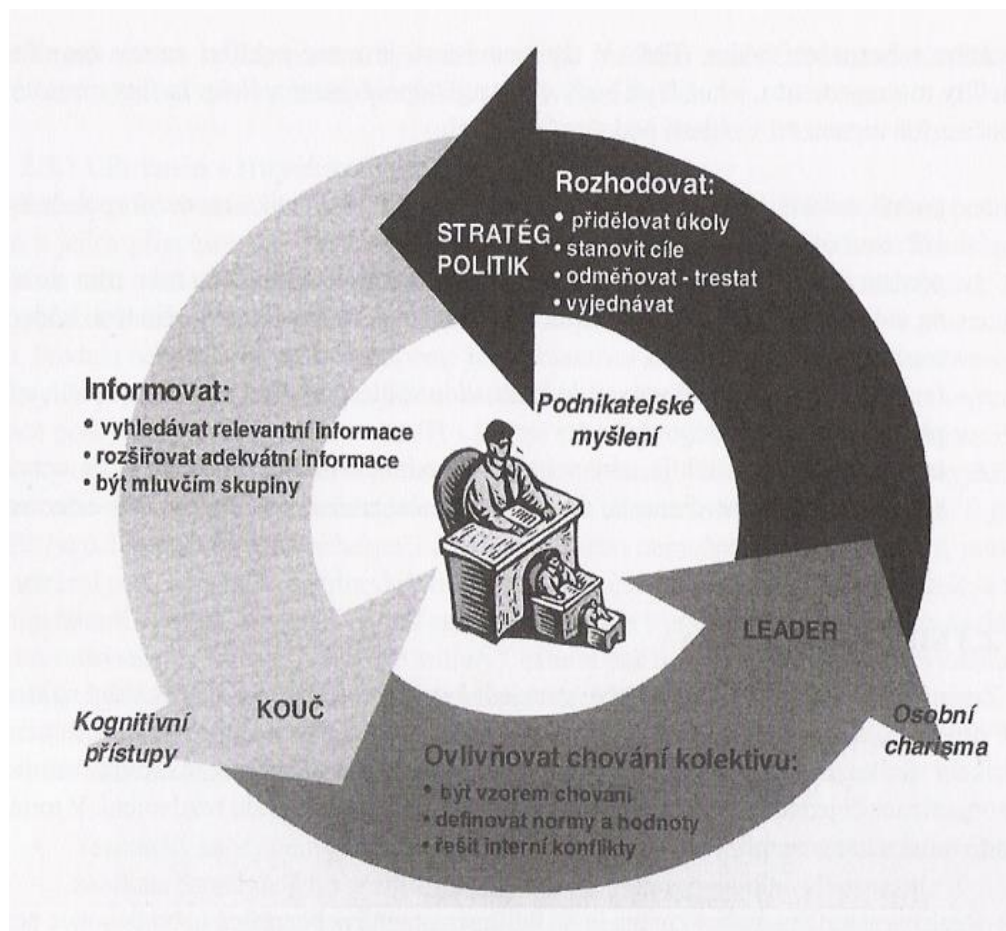 Rozhodovat:
• přidělovat úkoly
• stanovit cíle
• odměňovat - trestat
• vyjednávat
STRATÉG
POLITIK
Podnikatelské
myšlení
Informovat:
• vyhledávat relevantní informace
• rozšiřovat adekvátní informace
• být mluvčím skupiny
LEADER
KOUČ
Kognitivní
přístupy
Osobní
charisma
Ovlivňovat chování kolektivu:
• být vzorem chování
• definovat normy a hodnoty
• řešit interní konflikty